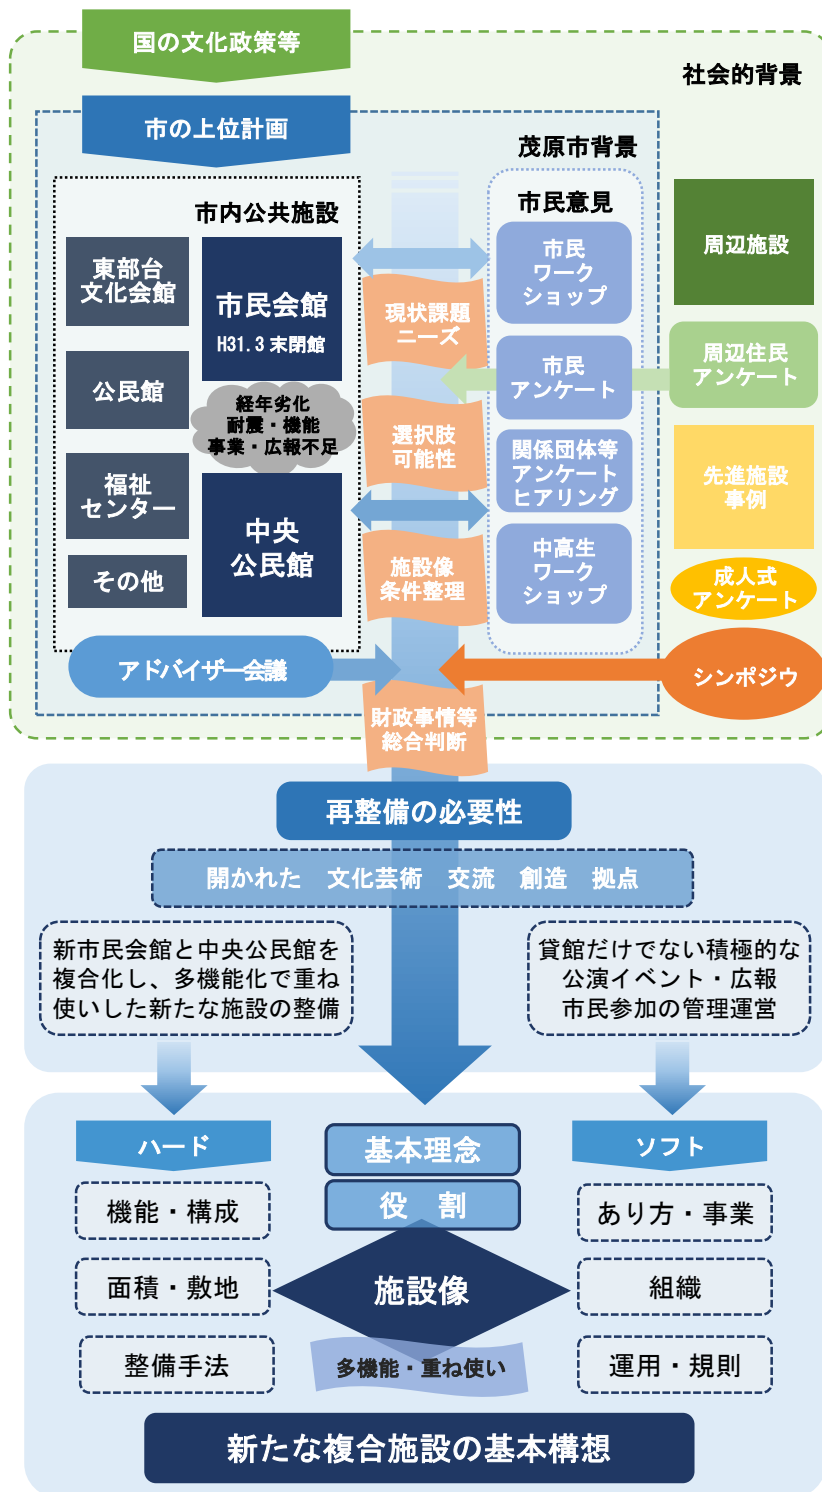 国の文化政策等
社会的背景
市の上位計画
茂原市背景
市内公共施設
東部台
文化会館
公民館
福祉
センター
その他
市民会館
H31.3 末閉館
経年劣化
耐震・機能
事業・広報不足
中央
公民館
現状課題
ニーズ
選択肢
可能性
施設像
条件整理
財政事情等
総合判断
市民意見
市民
ワーク
ショップ
市民
アンケート
関係団体等
アンケート
ヒアリング
中高生
ワーク
ショップ
周辺施設
周辺住民
アンケート
先進施設
事例
成人式
アンケート
アドバイザー会議
シンポジウ
再整備の必要性
開かれた　文化芸術　交流　創造　拠点
新市民会館と中央公民館を
複合化し、多機能化で重ね
使いした新たな施設の整備
貸館だけでない積極的な
公演イベント・広報
市民参加の管理運営
ハード
機能・構成
面積・敷地
整備手法
基本理念
役　割
施設像
多機能・重ね使い
ソフト
あり方・事業
組織
運用・規則
新たな複合施設の基本構想